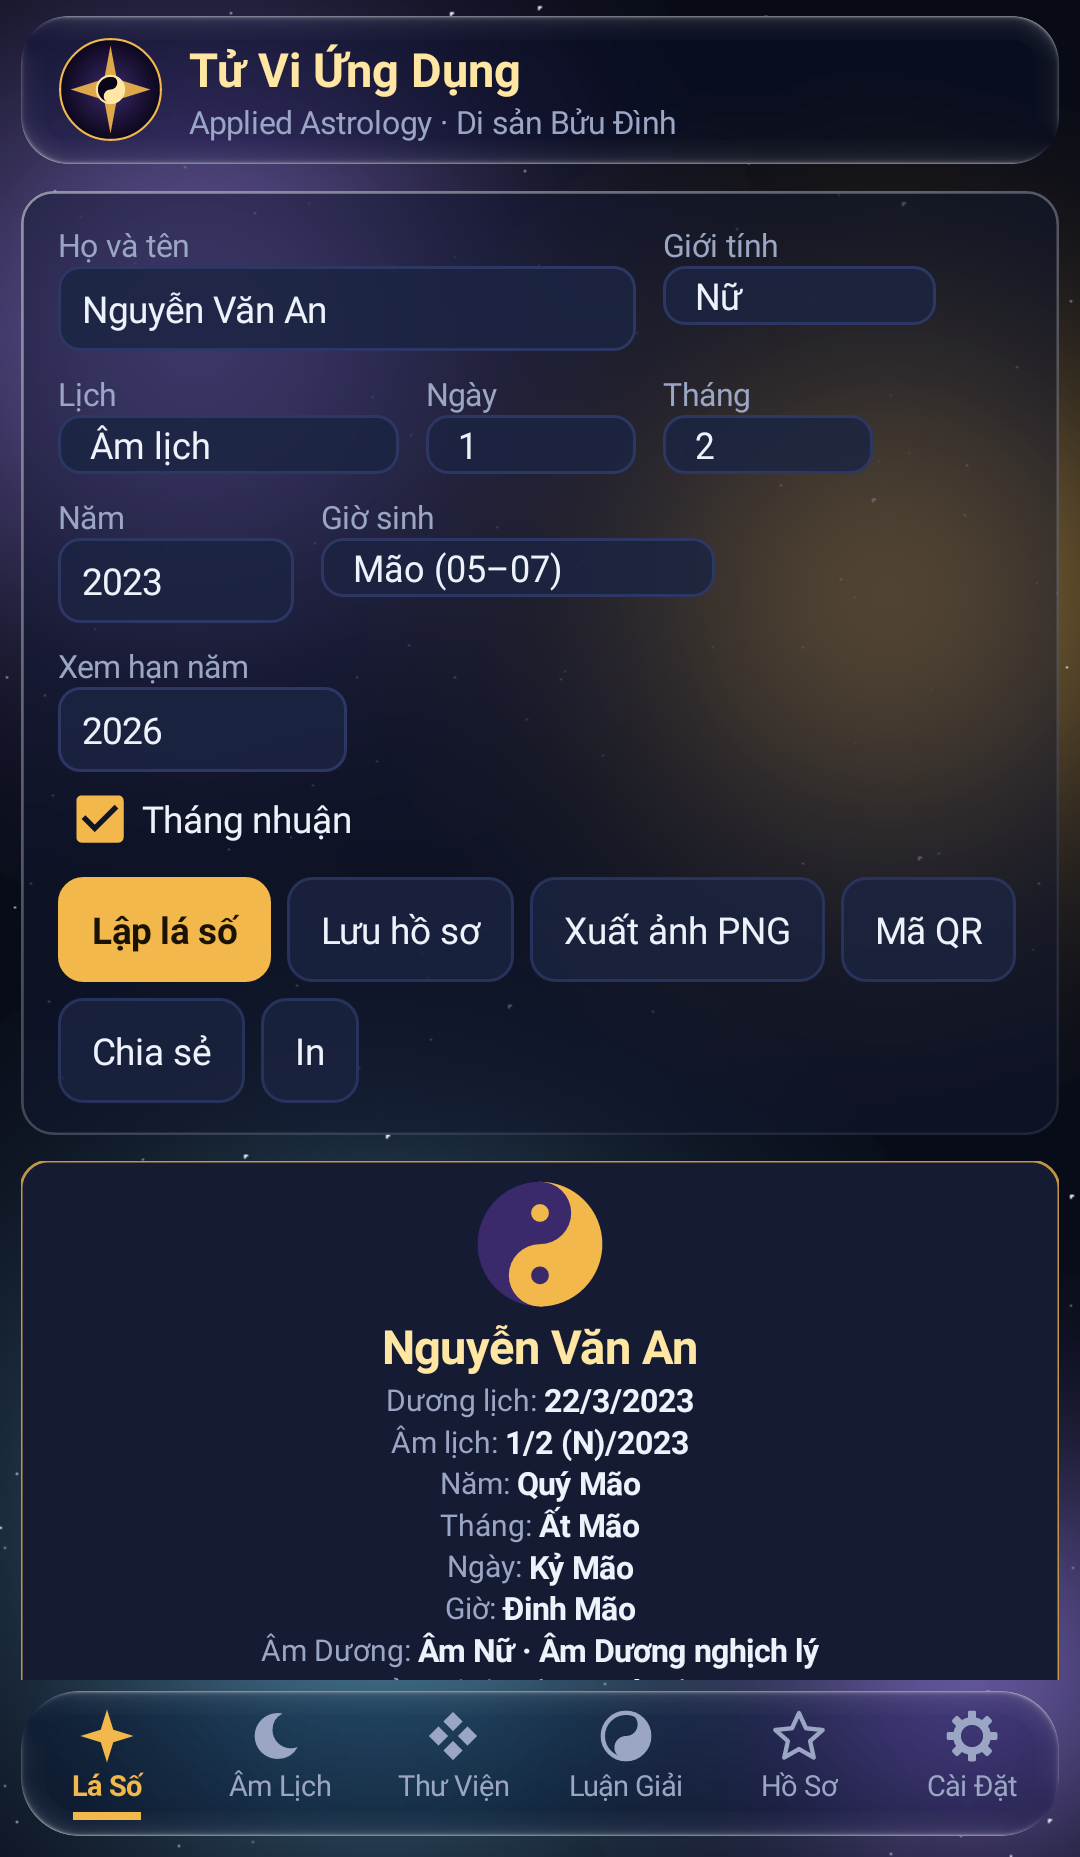 Tử Vi Ứng Dụng
Applied Astrology · Di sản Bửu Đình
Họ và tên
Giới tính
Nguyễn Văn An
Nữ
Lịch
Ngày
Tháng
Âm lịch
1
2
Năm
Giờ sinh
2023
Mão (05–07)
Xem hạn năm
2026
Tháng nhuận
Lập lá số
Lưu hồ sơ
Xuất ảnh PNG
Mã QR
Chia sẻ
In
Nguyễn Văn An
Dương lịch: 22/3/2023
Âm lịch: 1/2 (N)/2023
Năm: Quý Mão
Tháng: Ất Mão
Ngày: Kỷ Mão
Giờ: Đinh Mão
Âm Dương: Âm Nữ · Âm Dương nghịch lý
Lá Số
Âm Lịch
Thư Viện
Luận Giải
Hồ Sơ
Cài Đặt